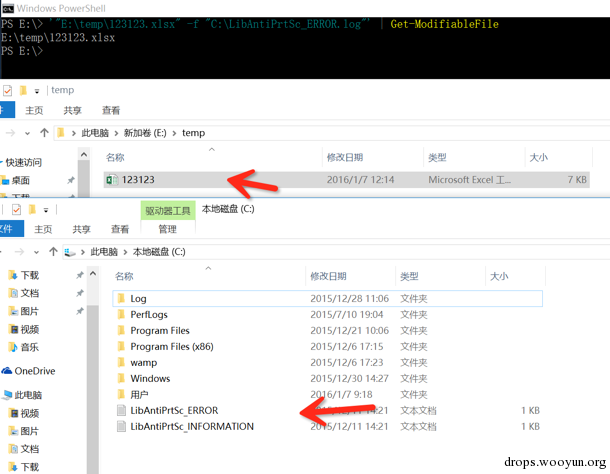 Windows PowerShell
PS E:\> '"E:\temp\123123.xlsx" -f "C:\LibAntiPrtSc_ERROR.log"' | Get-ModifiableFile
E:\temp\123123.xlsx
PS E:\>
temp
主页 共享 查看
此电脑 > 新加卷 (E:) > temp
快速访问
桌面
名称 修改日期 类型 大小
123123 2016/1/7 12:14 Microsoft Excel 工... 7 KB
驱动器工具 本地磁盘 (C:)
文件 主页 共享 查看 管理
此电脑 > 本地磁盘 (C:)
下载
文档
图片
视频
音乐
OneDrive
此电脑
视频
图片
文档
下载
名称 修改日期 类型 大小
Log 2015/12/28 11:06 文件夹
PerfLogs 2015/7/10 19:04 文件夹
Program Files 2015/12/21 10:06 文件夹
Program Files (x86) 2015/12/6 17:15 文件夹
wamp 2015/12/6 17:23 文件夹
Windows 2015/12/30 14:27 文件夹
用户 2016/1/7 9:18 文件夹
LibAntiPrtSc_ERROR 14:21 文本文档 1 KB
LibAntiPrtSc_INFORMATION 2015/12/11 14:21 文本文档 1 KB
drops.wooyun.org